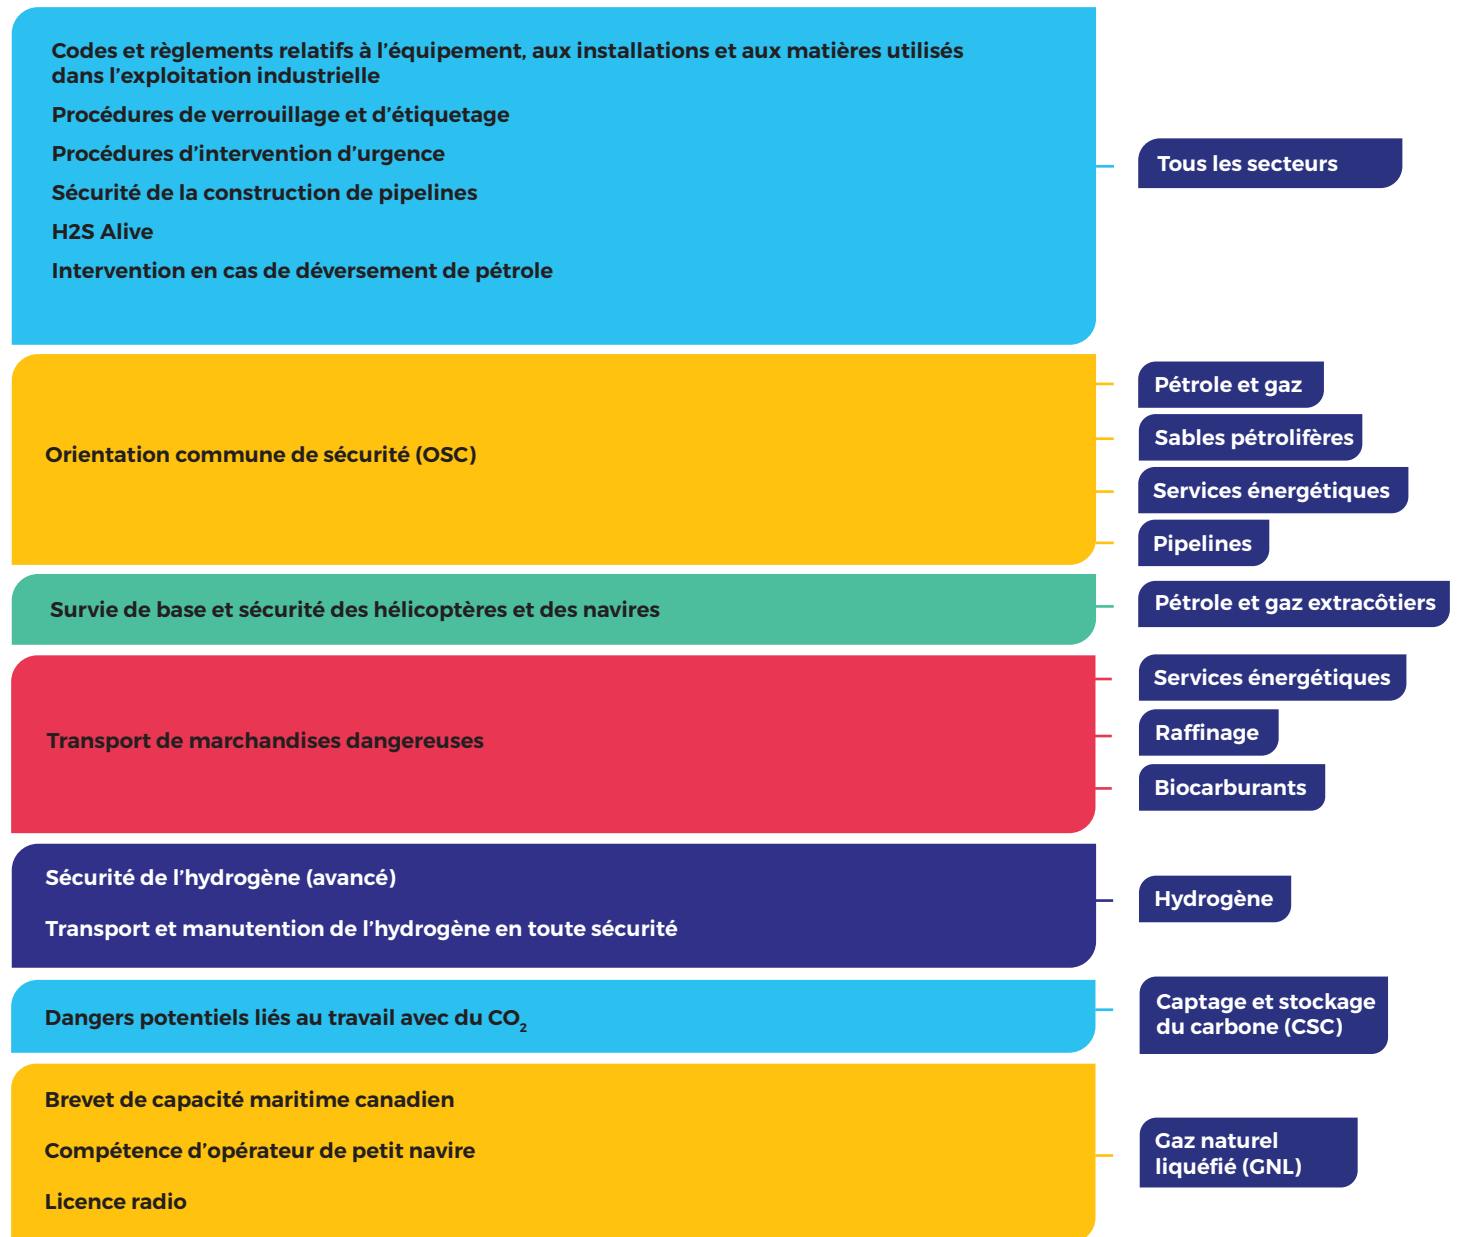 Codes et règlements relatifs à l’équipement, aux installations et aux matières utilisés
dans l’exploitation industrielle
Procédures de verrouillage et d’étiquetage
Procédures d’intervention d’urgence
Sécurité de la construction de pipelines
H2S Alive
Intervention en cas de déversement de pétrole
Tous les secteurs
Orientation commune de sécurité (OSC)
Pétrole et gaz
Sables pétrolifères
Services énergétiques
Pipelines
Survie de base et sécurité des hélicoptères et des navires
Pétrole et gaz extracôtiers
Transport de marchandises dangereuses
Services énergétiques
Raffinage
Biocarburants
Sécurité de l’hydrogène (avancé)
Transport et manutention de l’hydrogène en toute sécurité
Hydrogène
Dangers potentiels liés au travail avec du CO₂
Captage et stockage
du carbone (CSC)
Brevet de capacité maritime canadien
Compétence d’opérateur de petit navire
Licence radio
Gaz naturel
liquéfié (GNL)